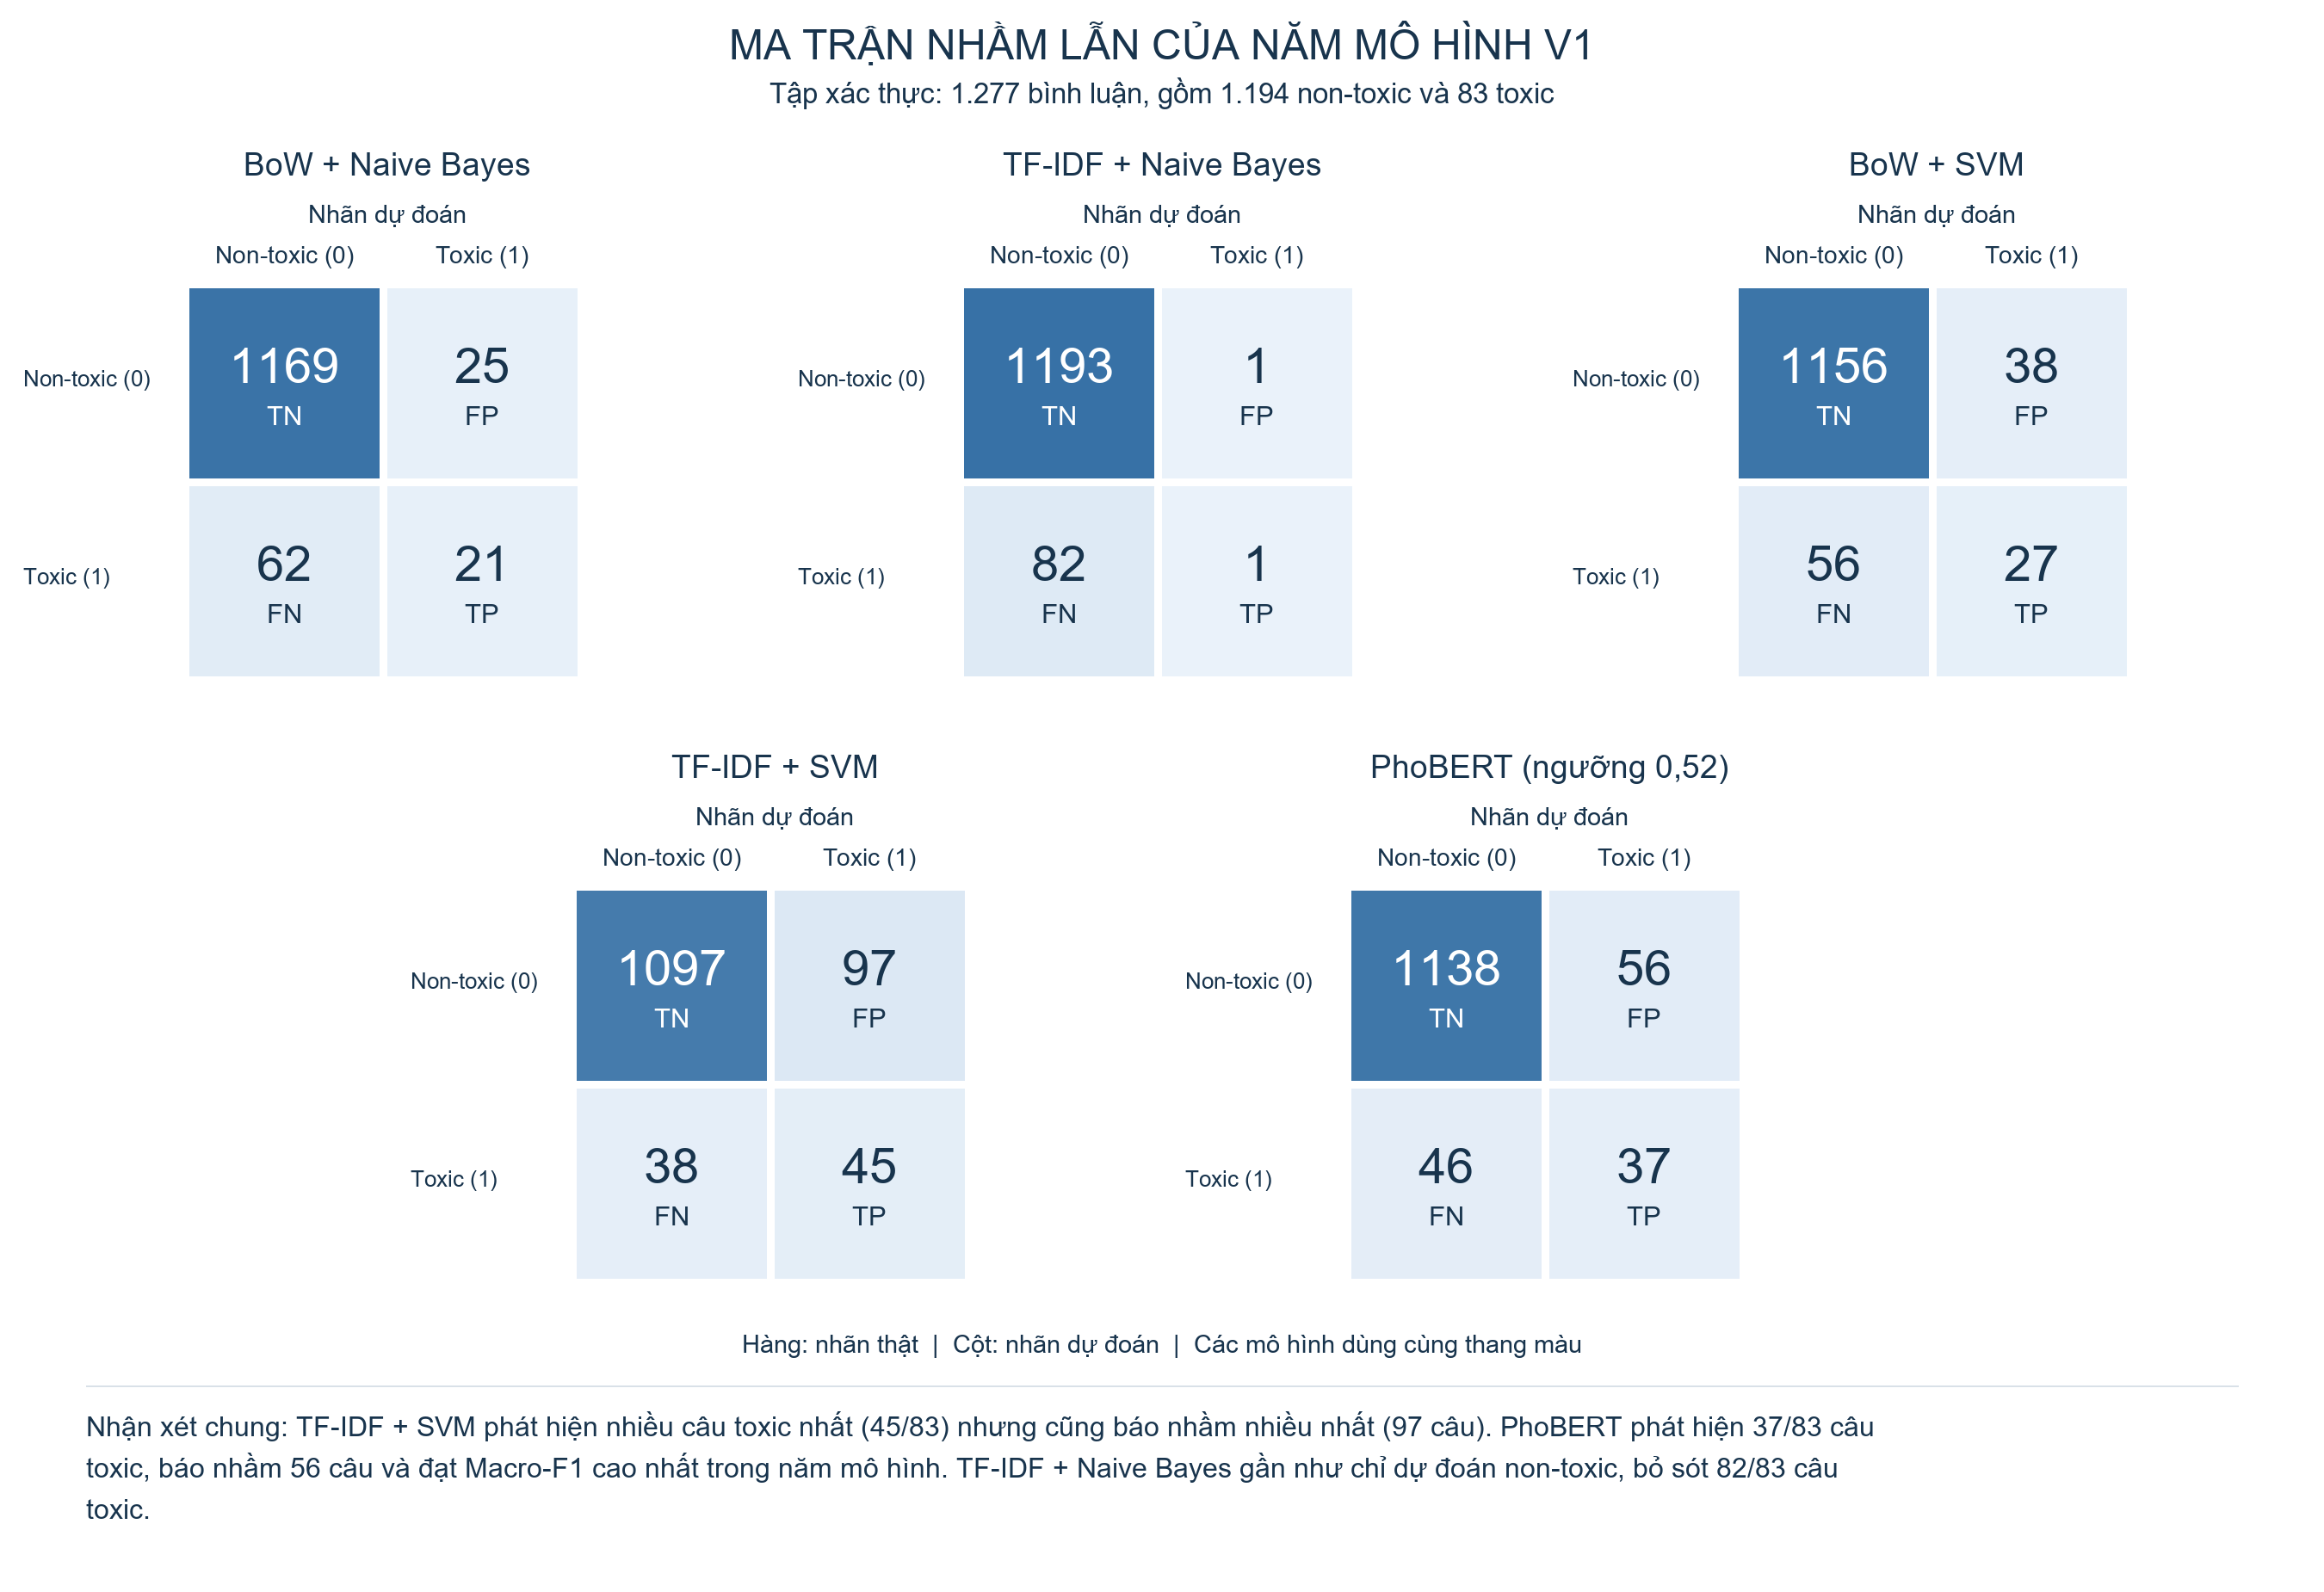 MA TRẬN NHẦM LẪN CỦA NĂM MÔ HÌNH V1
Tập xác thực: 1.277 bình luận, gồm 1.194 non-toxic và 83 toxic
BoW + Naive Bayes
Nhãn dự đoán
Non-toxic (0) Toxic (1)
Non-toxic (0)
1169
TN
25
FP
Toxic (1)
62
FN
21
TP
TF-IDF + Naive Bayes
Nhãn dự đoán
Non-toxic (0) Toxic (1)
Non-toxic (0)
1193
TN
1
FP
Toxic (1)
82
FN
1
TP
BoW + SVM
Nhãn dự đoán
Non-toxic (0) Toxic (1)
Non-toxic (0)
1156
TN
38
FP
Toxic (1)
56
FN
27
TP
TF-IDF + SVM
Nhãn dự đoán
Non-toxic (0) Toxic (1)
Non-toxic (0)
1097
TN
97
FP
Toxic (1)
38
FN
45
TP
PhoBERT (ngưỡng 0,52)
Nhãn dự đoán
Non-toxic (0) Toxic (1)
Non-toxic (0)
1138
TN
56
FP
Toxic (1)
46
FN
37
TP
Hàng: nhãn thật | Cột: nhãn dự đoán | Các mô hình dùng cùng thang màu
Nhận xét chung: TF-IDF + SVM phát hiện nhiều câu toxic nhất (45/83) nhưng cũng báo nhầm nhiều nhất (97 câu). PhoBERT phát hiện 37/83 câu
toxic, báo nhầm 56 câu và đạt Macro-F1 cao nhất trong năm mô hình. TF-IDF + Naive Bayes gần như chỉ dự đoán non-toxic, bỏ sót 82/83 câu
toxic.